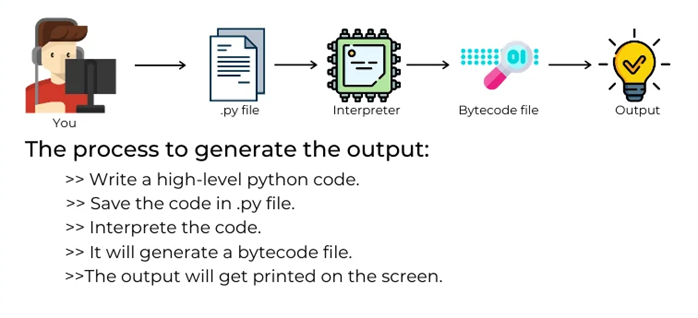 You
.py file
Interpreter
Bytecode file
Output
The process to generate the output:
>> Write a high-level python code.
>> Save the code in .py file.
>> Interprete the code.
>> It will generate a bytecode file.
>>The output will get printed on the screen.